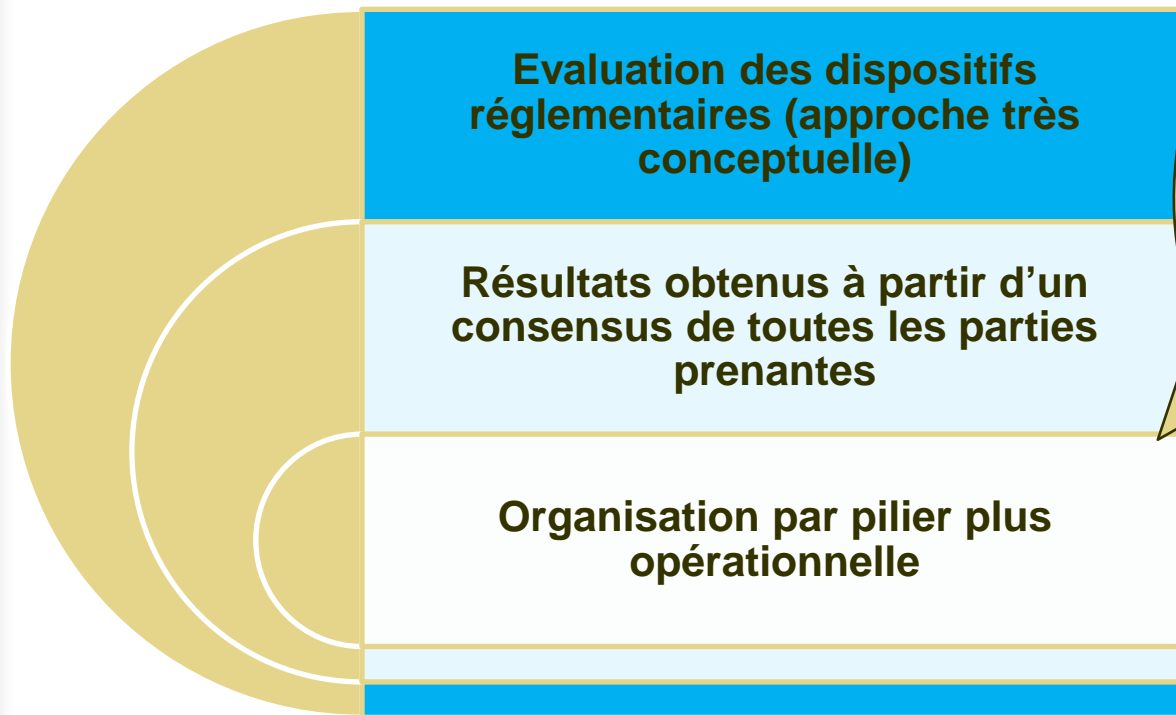 Evaluation des dispositifs
réglementaires (approche très
conceptuelle)
Résultats obtenus à partir d’un
consensus de toutes les parties
prenantes
Organisation par pilier plus
opérationnelle